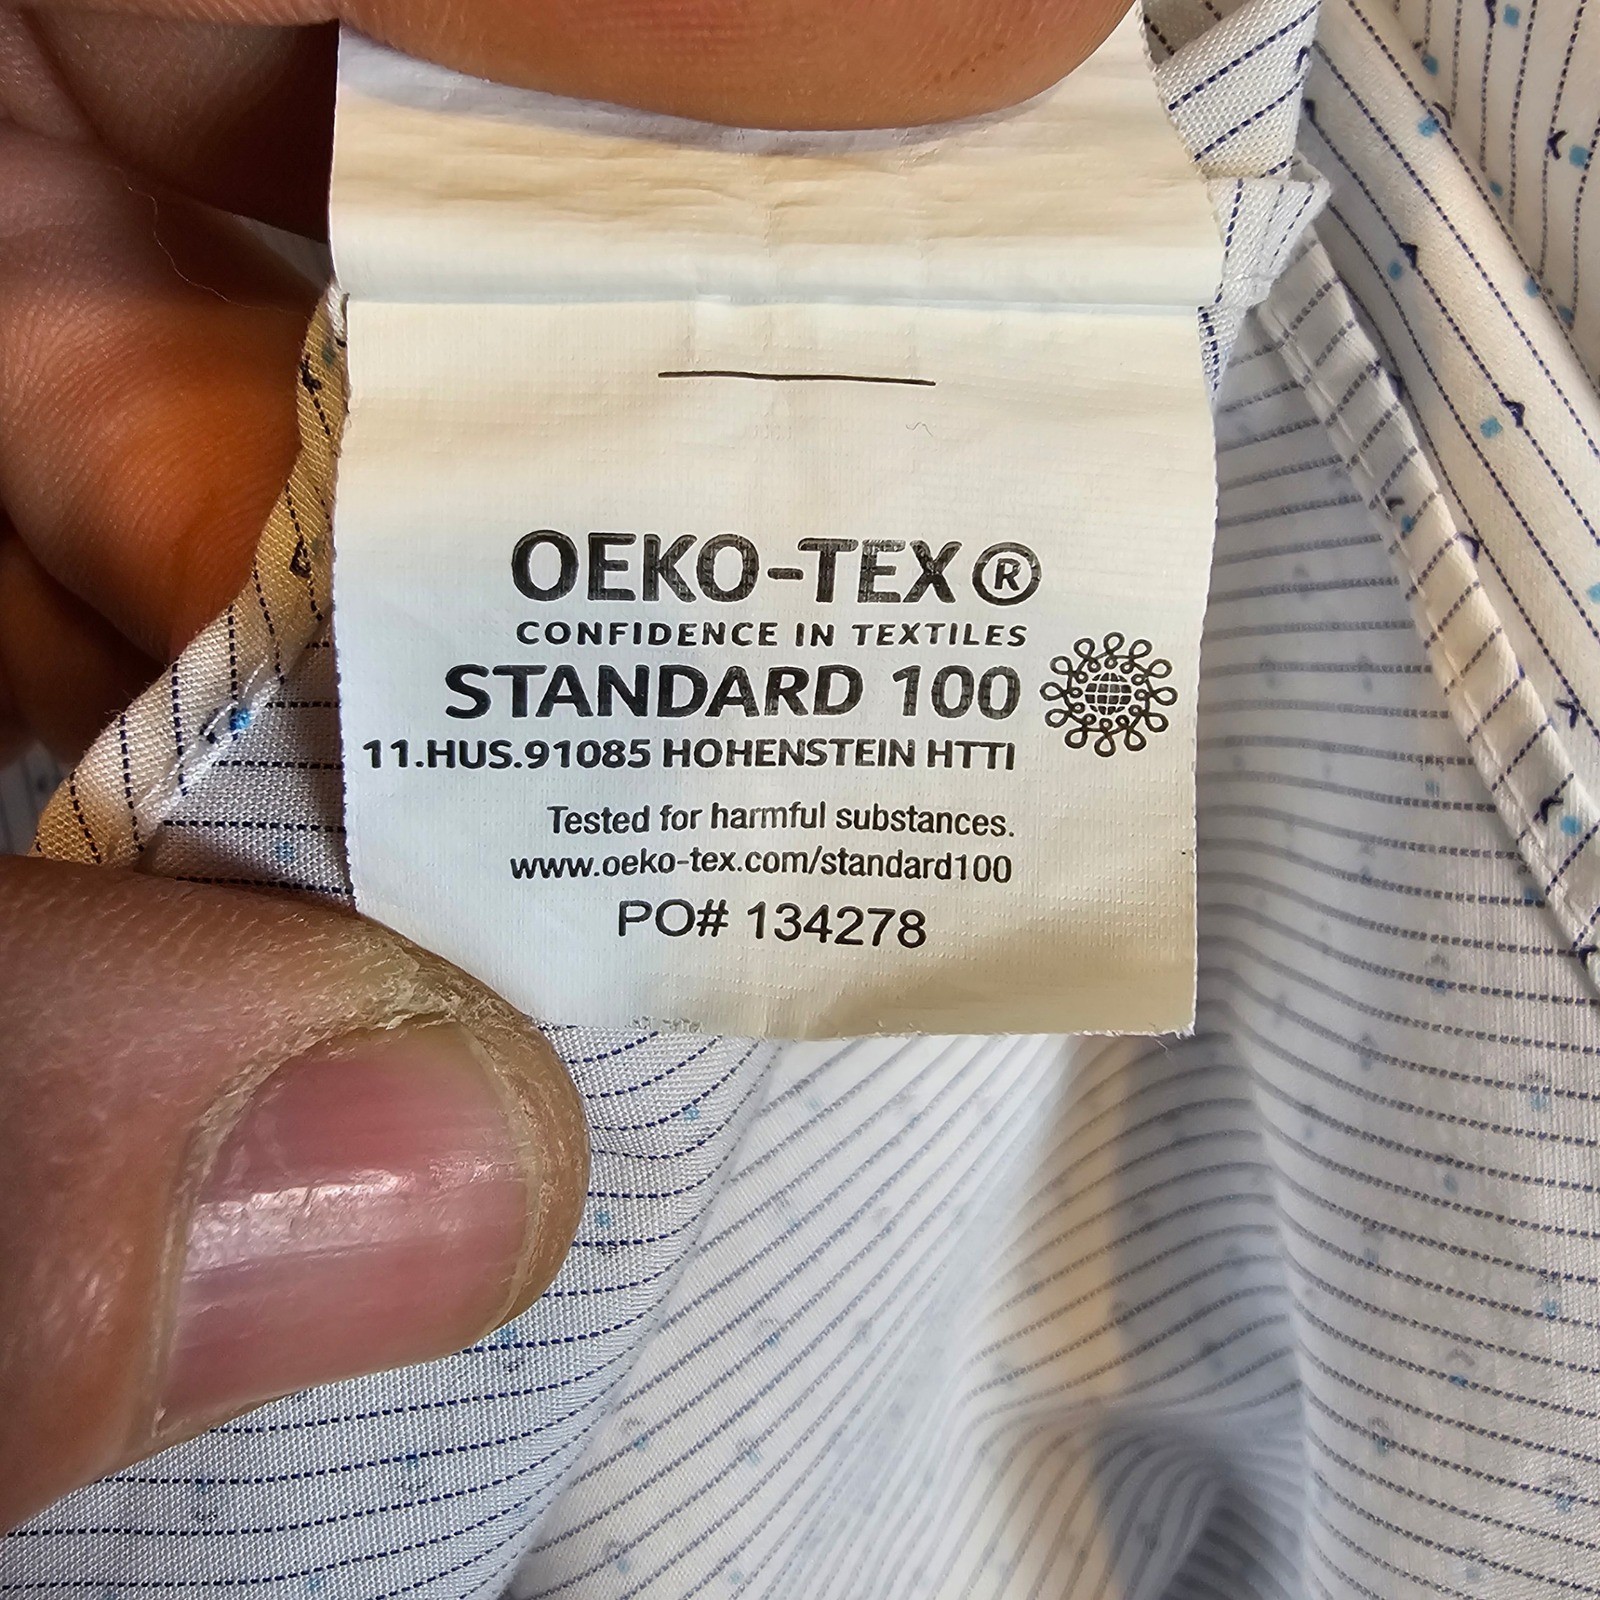 OEKO-TEX®
CONFIDENCE IN TEXTILES
STANDARD 100
11.HUS.91085 HOHENSTEIN HTTI
Tested for harmful substances.
www.oeko-tex.com/standard100
PO# 134278